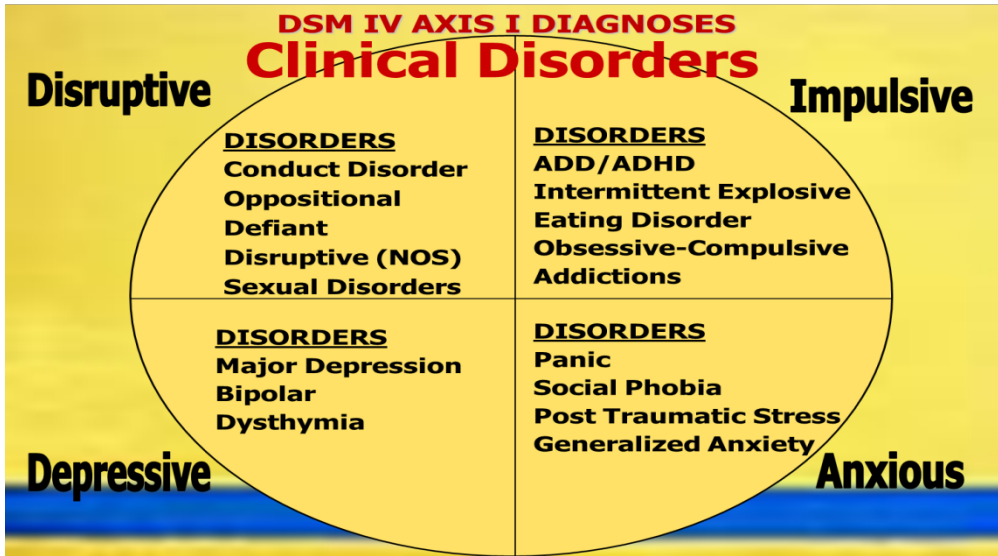 DSM IV AXIS I DIAGNOSES
Clinical Disorders
Disruptive
DISORDERS
Conduct Disorder
Oppositional
Defiant
Disruptive (NOS)
Sexual Disorders
Impulsive
DISORDERS
ADD/ADHD
Intermittent Explosive
Eating Disorder
Obsessive-Compulsive
Addictions
DISORDERS
Major Depression
Bipolar
Dysthymia
Depressive
DISORDERS
Panic
Social Phobia
Post Traumatic Stress
Generalized Anxiety
Anxious